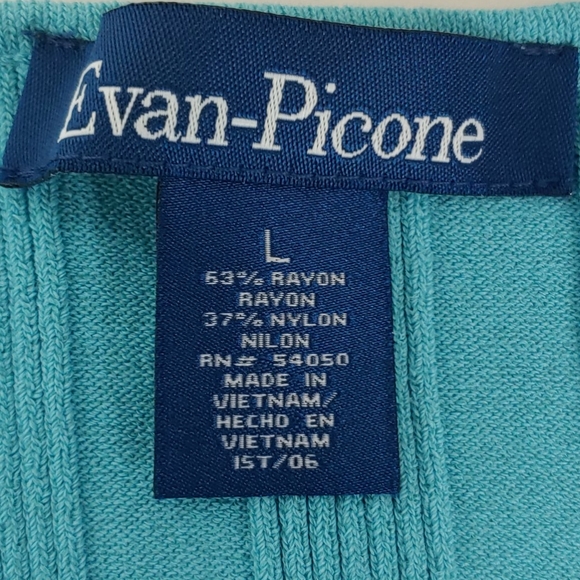 Evan-Picone
L
63% RAYON
RAYON
37% NYLON
NILON
RN# 54050
MADE IN
VIETNAM/
HECHO EN
VIETNAM
IST/06